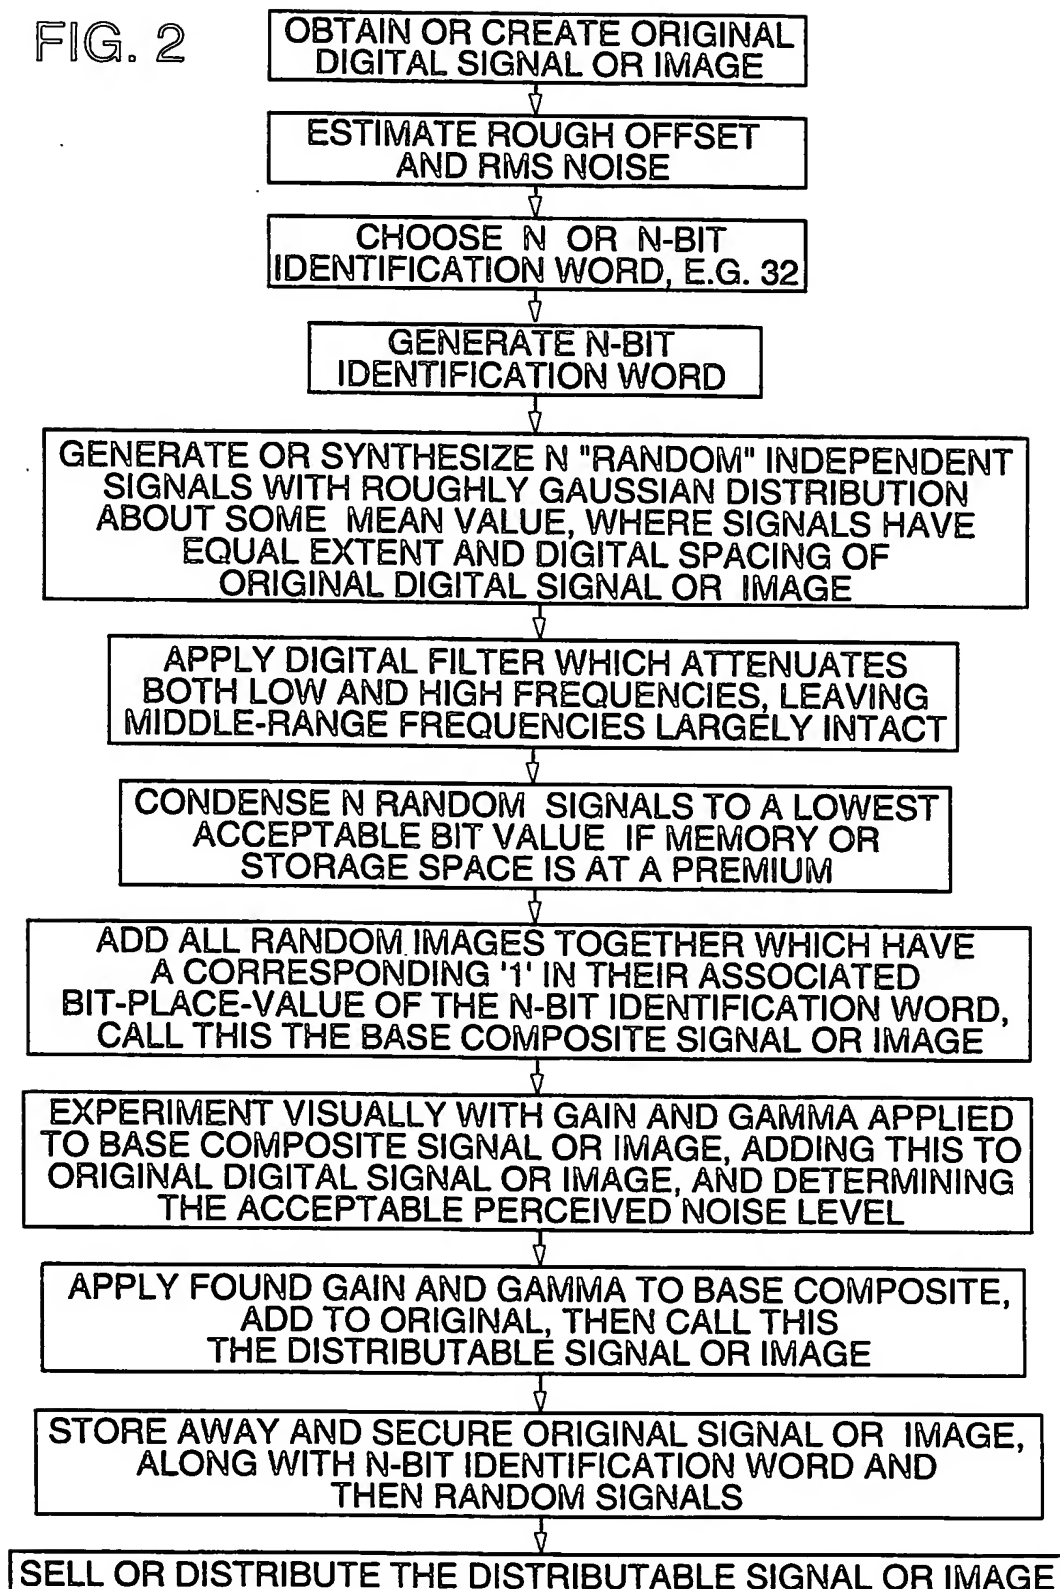 FIG. 2
OBTAIN OR CREATE ORIGINAL
DIGITAL SIGNAL OR IMAGE
ESTIMATE ROUGH OFFSET
AND RMS NOISE
CHOOSE N OR N-BIT
IDENTIFICATION WORD, E.G. 32
GENERATE N-BIT
IDENTIFICATION WORD
GENERATE OR SYNTHESIZE N "RANDOM" INDEPENDENT
SIGNALS WITH ROUGHLY GAUSSIAN DISTRIBUTION
ABOUT SOME MEAN VALUE, WHERE SIGNALS HAVE
EQUAL EXTENT AND DIGITAL SPACING OF
ORIGINAL DIGITAL SIGNAL OR IMAGE
APPLY DIGITAL FILTER WHICH ATTENUATES
BOTH LOW AND HIGH FREQUENCIES, LEAVING
MIDDLE-RANGE FREQUENCIES LARGELY INTACT
CONDENSE N RANDOM SIGNALS TO A LOWEST
ACCEPTABLE BIT VALUE IF MEMORY OR
STORAGE SPACE IS AT A PREMIUM
ADD ALL RANDOM IMAGES TOGETHER WHICH HAVE
A CORRESPONDING '1' IN THEIR ASSOCIATED
BIT-PLACE-VALUE OF THE N-BIT IDENTIFICATION WORD,
CALL THIS THE BASE COMPOSITE SIGNAL OR IMAGE
EXPERIMENT VISUALLY WITH GAIN AND GAMMA APPLIED
TO BASE COMPOSITE SIGNAL OR IMAGE, ADDING THIS TO
ORIGINAL DIGITAL SIGNAL OR IMAGE, AND DETERMINING
THE ACCEPTABLE PERCEIVED NOISE LEVEL
APPLY FOUND GAIN AND GAMMA TO BASE COMPOSITE,
ADD TO ORIGINAL, THEN CALL THIS
THE DISTRIBUTABLE SIGNAL OR IMAGE
STORE AWAY AND SECURE ORIGINAL SIGNAL OR IMAGE,
ALONG WITH N-BIT IDENTIFICATION WORD AND
THEN RANDOM SIGNALS
SELL OR DISTRIBUTE THE DISTRIBUTABLE SIGNAL OR IMAGE